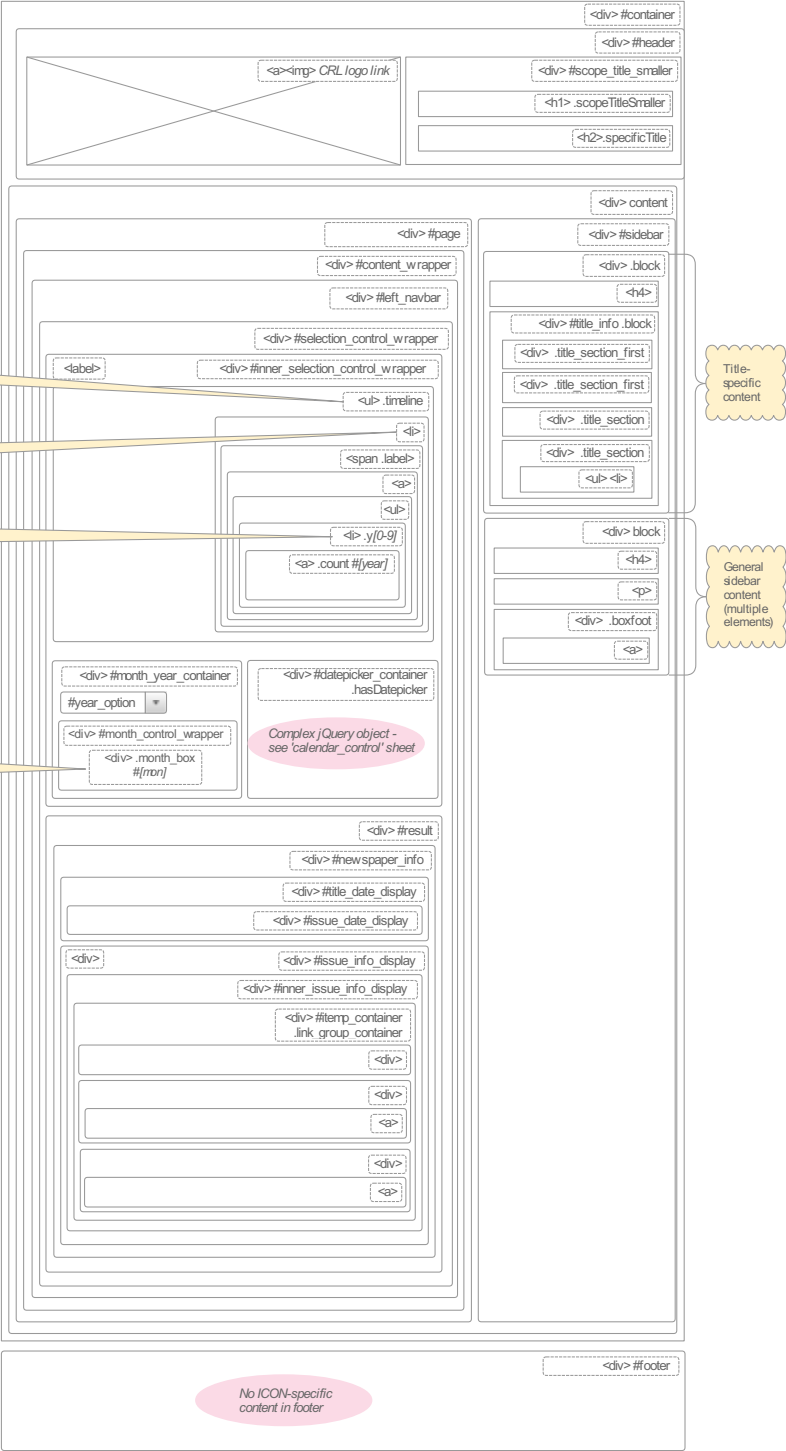 <div> #container
<div> #header
<a><img> CRL logo link
<div> #scope_title_smaller
<h1> .scopeTitleSmaller
<h2>.specificTitle
<div> content
<div> #page
<div> #content_wrapper
<div> #left_navbar
<div> #selection_control_wrapper
<label>
<div> #inner_selection_control_wrapper
<ul> .timeline
<li>
<span .label>
<a>
<ul>
<li> .y[0-9]
<a> .count #[year]
<div> #month_year_container
#year_option
<div> #month_control_wrapper
<div> .month_box
#[mon]
<div> #datepicker_container
.hasDatepicker
Complex jQuery object -
see 'calendar_control' sheet
<div> #result
<div> #newspaper_info
<div> #title_date_display
<div> #issue_date_display
<div>
<div> #issue_info_display
<div> #inner_issue_info_display
<div> #itemp_container
.link_group_container
<div>
<div>
<a>
<div>
<a>
<div> #sidebar
<div> .block
<h4>
<div> #title_info .block
<div>  .title_section_first
<div>  .title_section_first
<div>  .title_section
<div>  .title_section
<ul> <li>
Title-
specific
content
<div> block
<h4>
<p>
<div>  .boxfoot
<a>
General
sidebar
content
(multiple
elements)
<div> #footer
No ICON-specific
content in footer